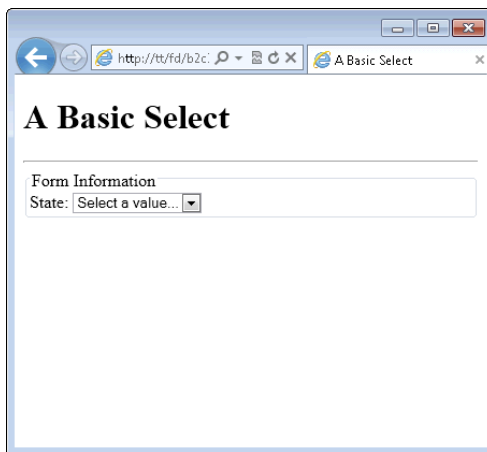 http://tt/fd/b2c
A Basic Select
A Basic Select
Form Information
State: Select a value...